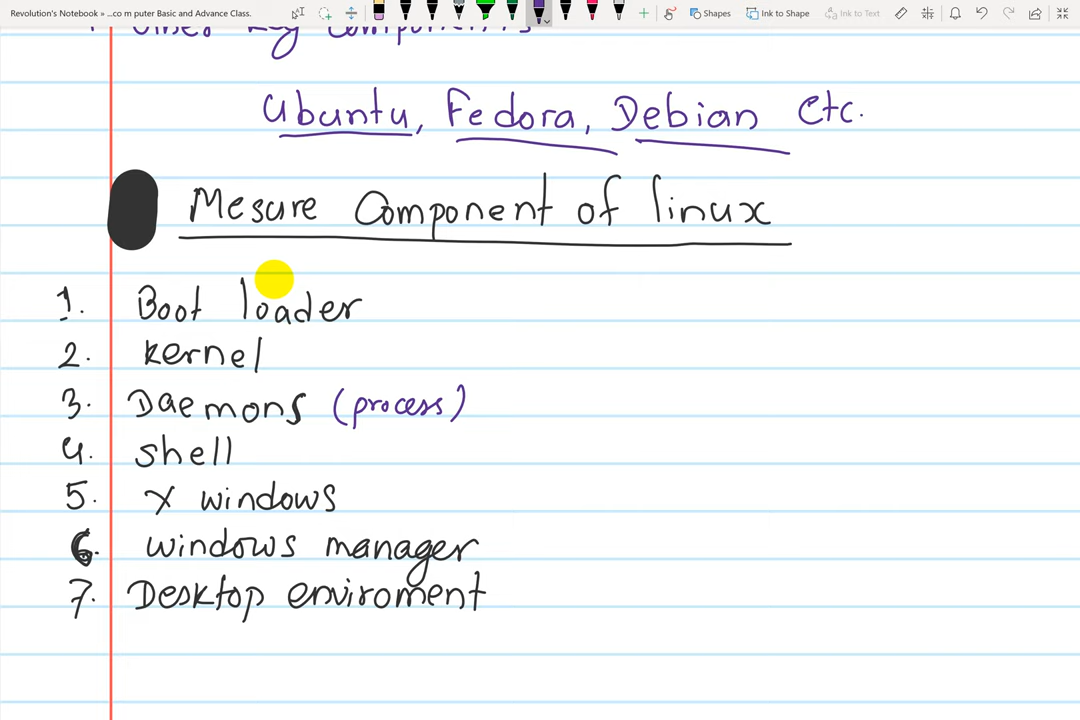 Revolution's Notebook » ...co m puter Basic and Advance Class.
Shapes
Ink to Shape
Ink to Text
Key Components
Ubuntu, Fedora, Debian etc.
Mesure Component of linux
1. Boot loader
2. kernel
3. Daemons (process)
4. shell
5. X windows
6. windows manager
7. Desktop enviroment